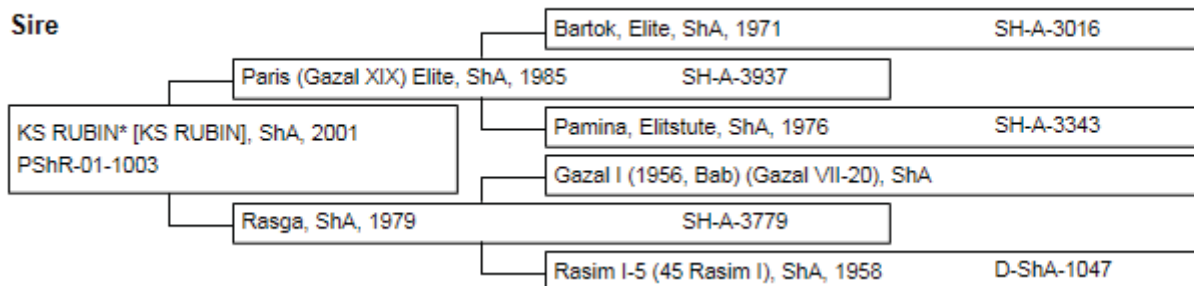 Sire
Bartok, Elite, ShA, 1971 SH-A-3016
Paris (Gazal XIX) Elite, ShA, 1985 SH-A-3937
KS RUBIN* [KS RUBIN], ShA, 2001
PShR-01-1003
Pamina, Elitstute, ShA, 1976 SH-A-3343
Gazal I (1956, Bab) (Gazal VII-20), ShA
Rasga, ShA, 1979 SH-A-3779
Rasim I-5 (45 Rasim I), ShA, 1958 D-ShA-1047